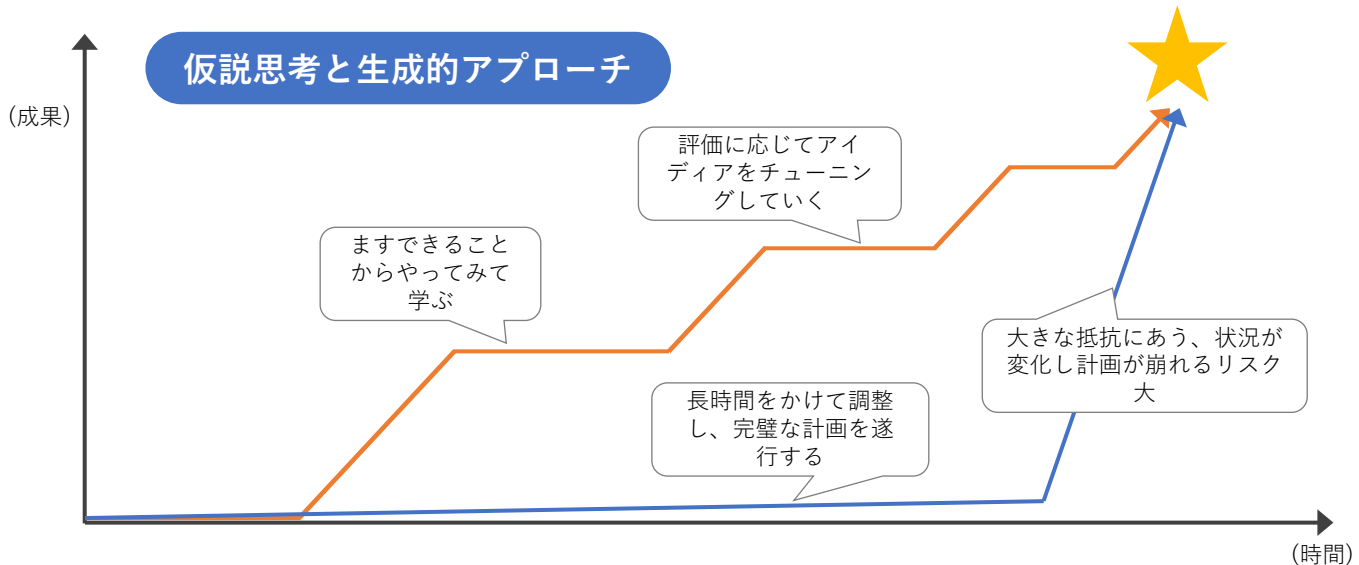 仮説思考と生成的アプローチ
(成果)
評価に応じてアイ
ディアをチューニン
グしていく
ますできること
からやってみて
学ぶ
大きな抵抗にあう、状況が
変化し計画が崩れるリスク
大
長時間をかけて調整
し、完璧な計画を遂
行する
(時間)